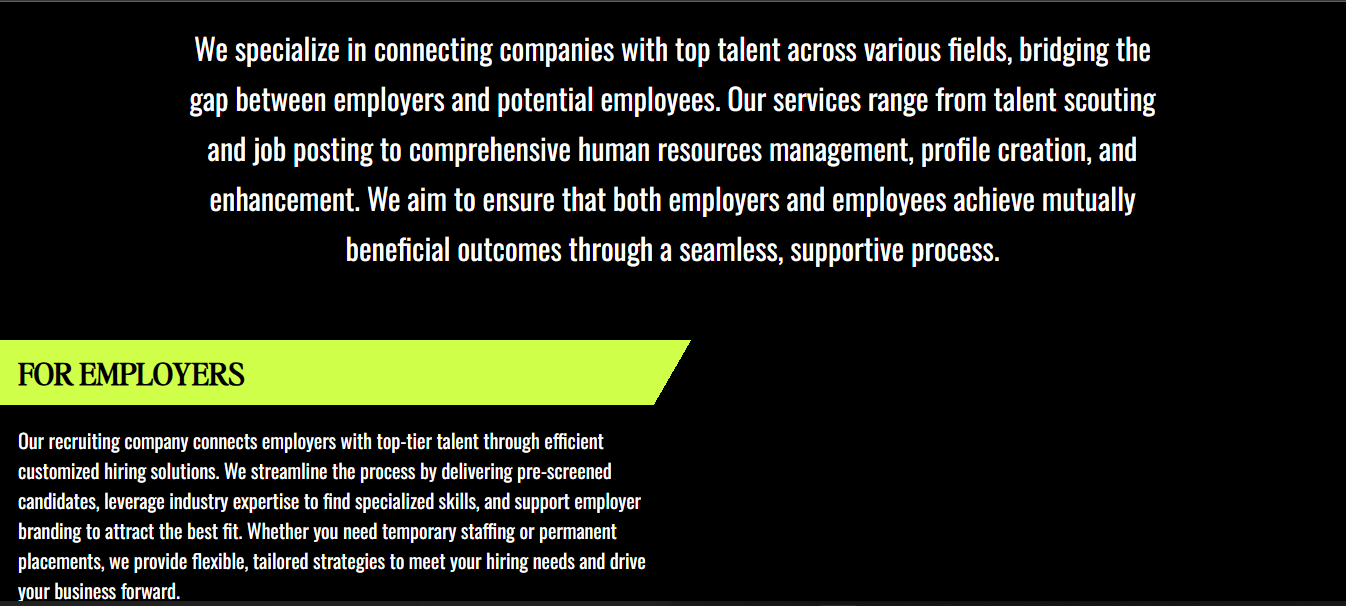 We specialize in connecting companies with top talent across various fields, bridging the
gap between employers and potential employees. Our services range from talent scouting
and job posting to comprehensive human resources management, profile creation, and
enhancement. We aim to ensure that both employers and employees achieve mutually
beneficial outcomes through a seamless, supportive process.
FOR EMPLOYERS
Our recruiting company connects employers with top-tier talent through efficient
customized hiring solutions. We streamline the process by delivering pre-screened
candidates, leverage industry expertise to find specialized skills, and support employer
branding to attract the best fit. Whether you need temporary staffing or permanent
placements, we provide flexible, tailored strategies to meet your hiring needs and drive
your business forward.